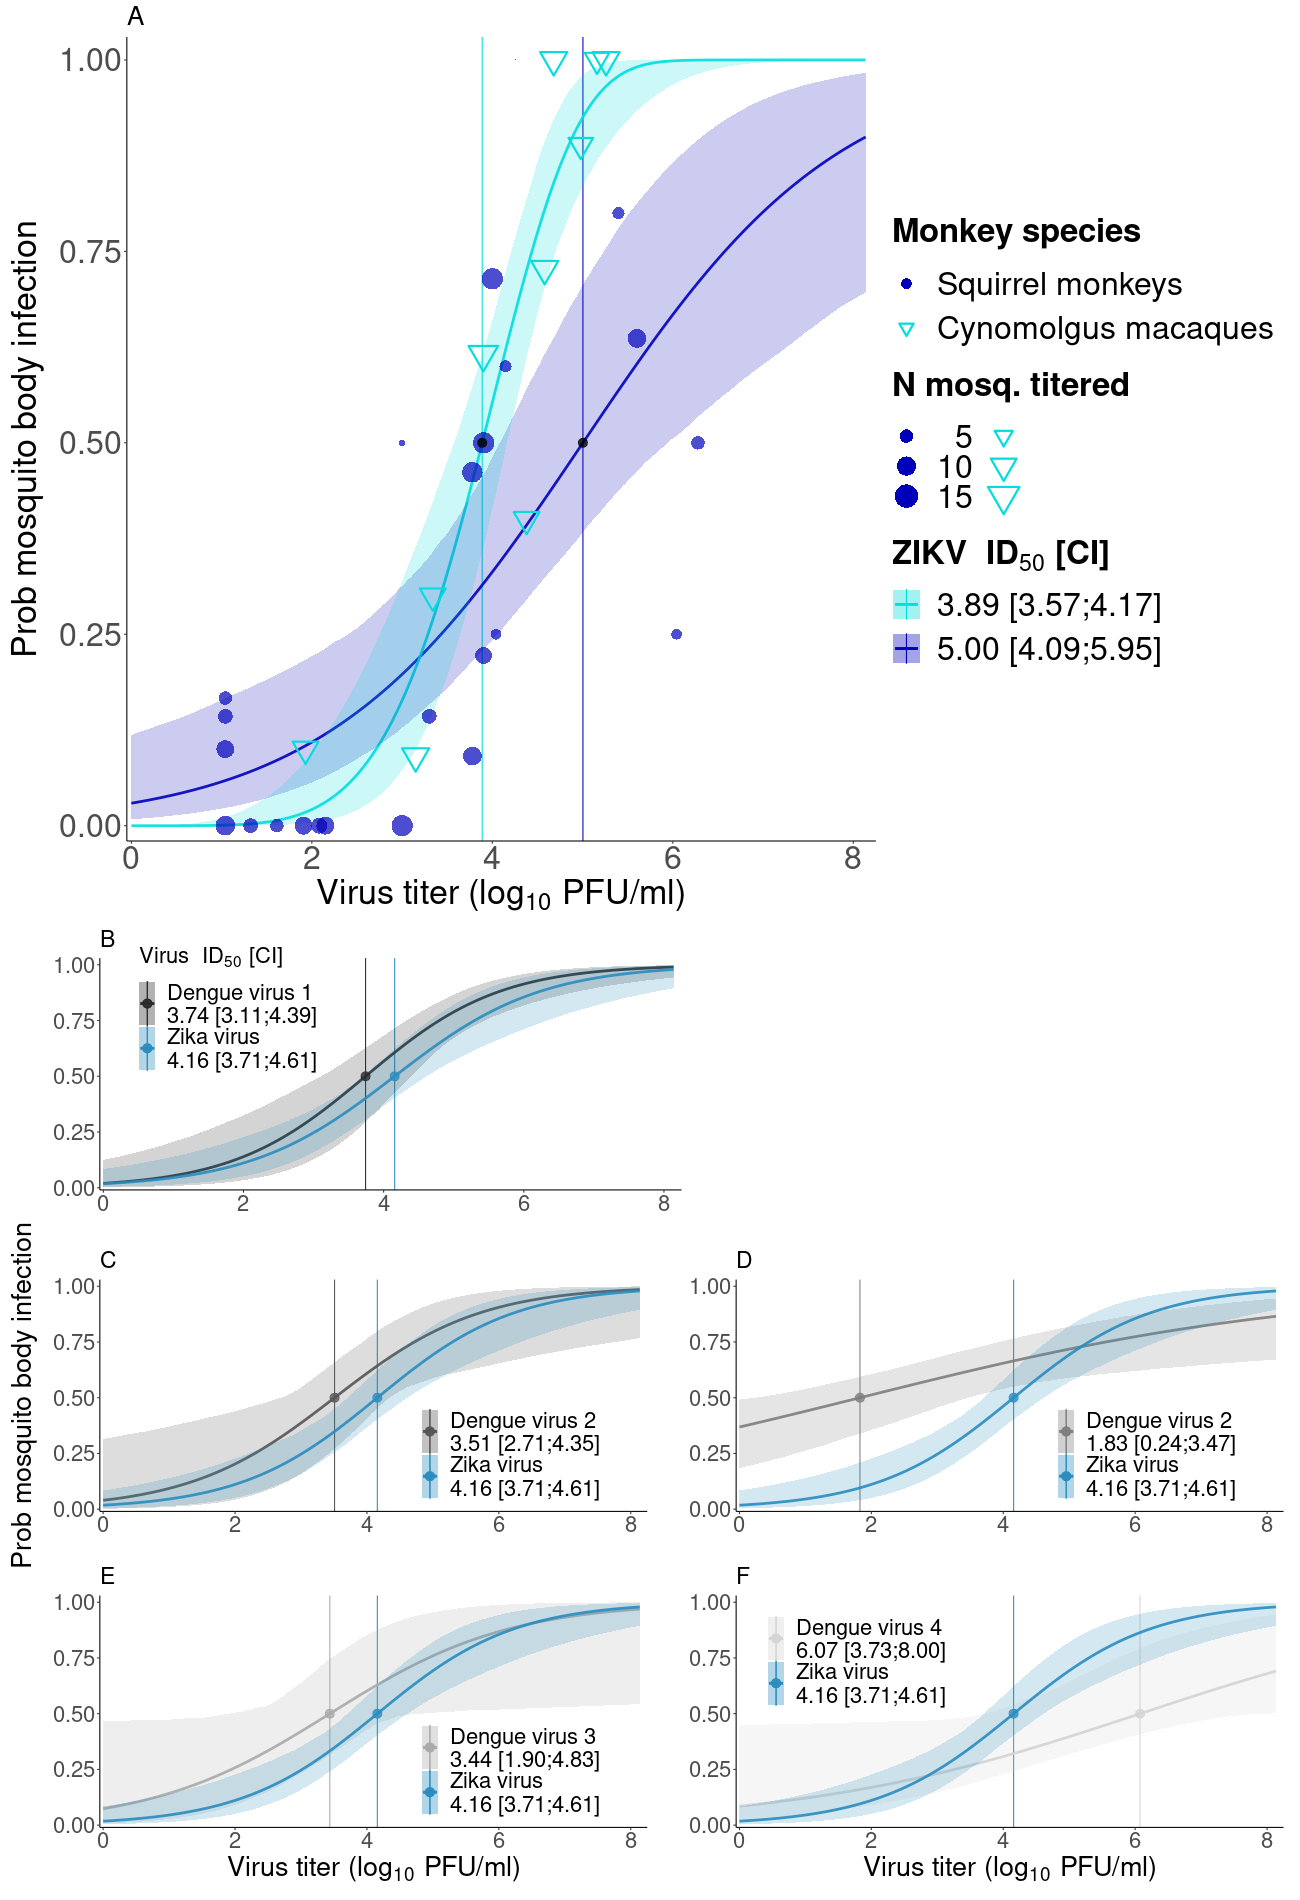 A
1.00
0.75
0.50
0.25
0.00
Prob mosquito body infection
0 2 4 6 8
Virus titer (log10 PFU/ml)
Monkey species
Squirrel monkeys
Cynomolgus macaques
N mosq. titered
5
10
15
ZIKV ID50 [CI]
3.89 [3.57;4.17]
5.00 [4.09;5.95]
B
Virus ID50 [CI]
Dengue virus 1
3.74 [3.11;4.39]
Zika virus
4.16 [3.71;4.61]
1.00
0.75
0.50
0.25
0.00
0 2 4 6 8
Prob mosquito body infection
C
1.00
0.75
0.50
0.25
0.00
Dengue virus 2
3.51 [2.71;4.35]
Zika virus
4.16 [3.71;4.61]
0 2 4 6 8
D
1.00
0.75
0.50
0.25
0.00
Dengue virus 2
1.83 [0.24;3.47]
Zika virus
4.16 [3.71;4.61]
0 2 4 6 8
E
1.00
0.75
0.50
0.25
0.00
Dengue virus 3
3.44 [1.90;4.83]
Zika virus
4.16 [3.71;4.61]
0 2 4 6 8
Virus titer (log10 PFU/ml)
F
1.00
0.75
0.50
0.25
0.00
Dengue virus 4
6.07 [3.73;8.00]
Zika virus
4.16 [3.71;4.61]
0 2 4 6 8
Virus titer (log10 PFU/ml)